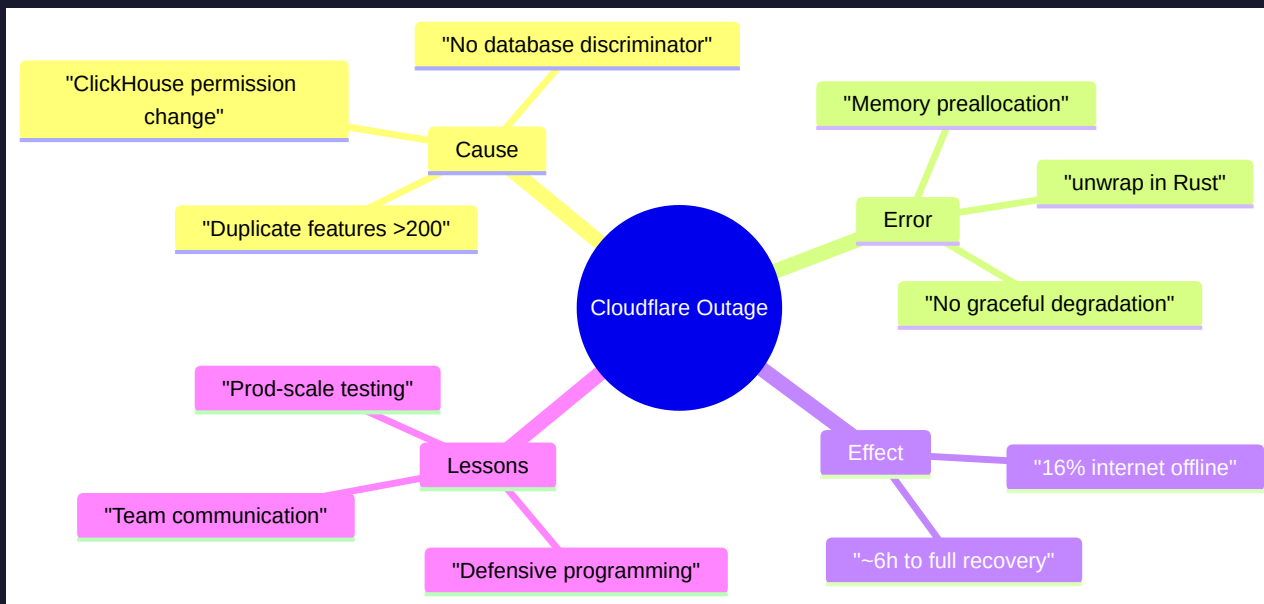 "No database discriminator"
"ClickHouse permission
change"
Cause
"Duplicate features >200"
"Memory preallocation"
"unwrap in Rust"
Error
"No graceful degradation"
Cloudflare Outage
"Prod-scale testing"
Lessons
"Team communication"
"Defensive programming"
Effect
"16% internet offline"
"~6h to full recovery"